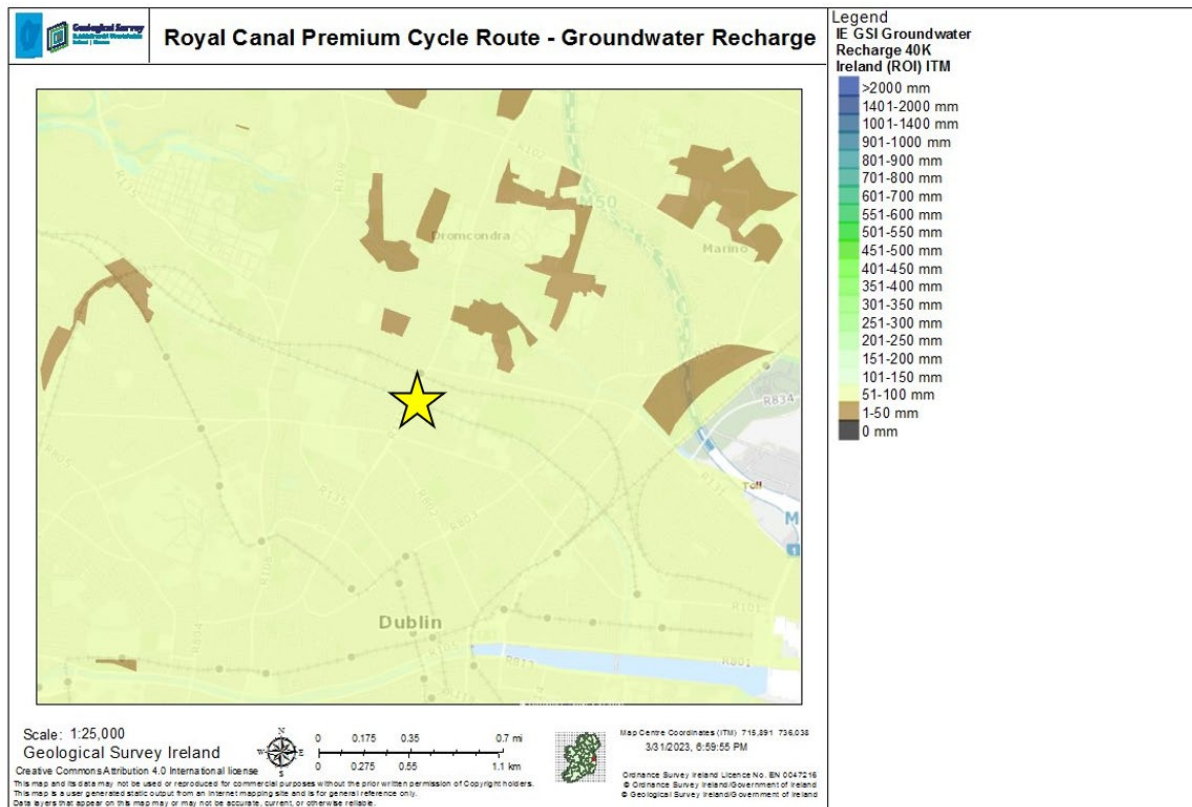 Geological Survey
Royal Canal Premium Cycle Route - Groundwater Recharge
Legend
IE GSI Groundwater
Recharge 40K
Ireland (ROI) ITM
>2000 mm
1401-2000 mm
1001-1400 mm
901-1000 mm
801-900 mm
701-800 mm
601-700 mm
551-600 mm
501-550 mm
451-500 mm
401-450 mm
351-400 mm
301-350 mm
251-300 mm
201-250 mm
151-200 mm
101-150 mm
51-100 mm
1-50 mm
0 mm
R102
R108
M50
Dromcondra
Marino
R834
R805
R131
Toll
R135
R802
R803
M
1
R101
Dublin
R804
R105
R813
R801
Scale: 1:25,000
Geological Survey Ireland
Creative Commons Attribution 4.0 International license
N
W
E
S
0 0.175 0.35 0.7 mi
0 0.275 0.55 1.1 km
Map Centre Coordinates (ITM) 715,891 736,038
3/31/2023, 6:59:55 PM
Ordnance Survey Ireland Licence No. EN 0047216
© Ordnance Survey Ireland/Government of Ireland
© Geological Survey Ireland/Government of Ireland
This map and its data may not be used or reproduced for commercial purposes without the prior written permission of Copyright holders.
This map is a user generated static output from an Internet mapping site and is for general reference only.
Data layers that appear on this map may or may not be accurate, current, or otherwise reliable.